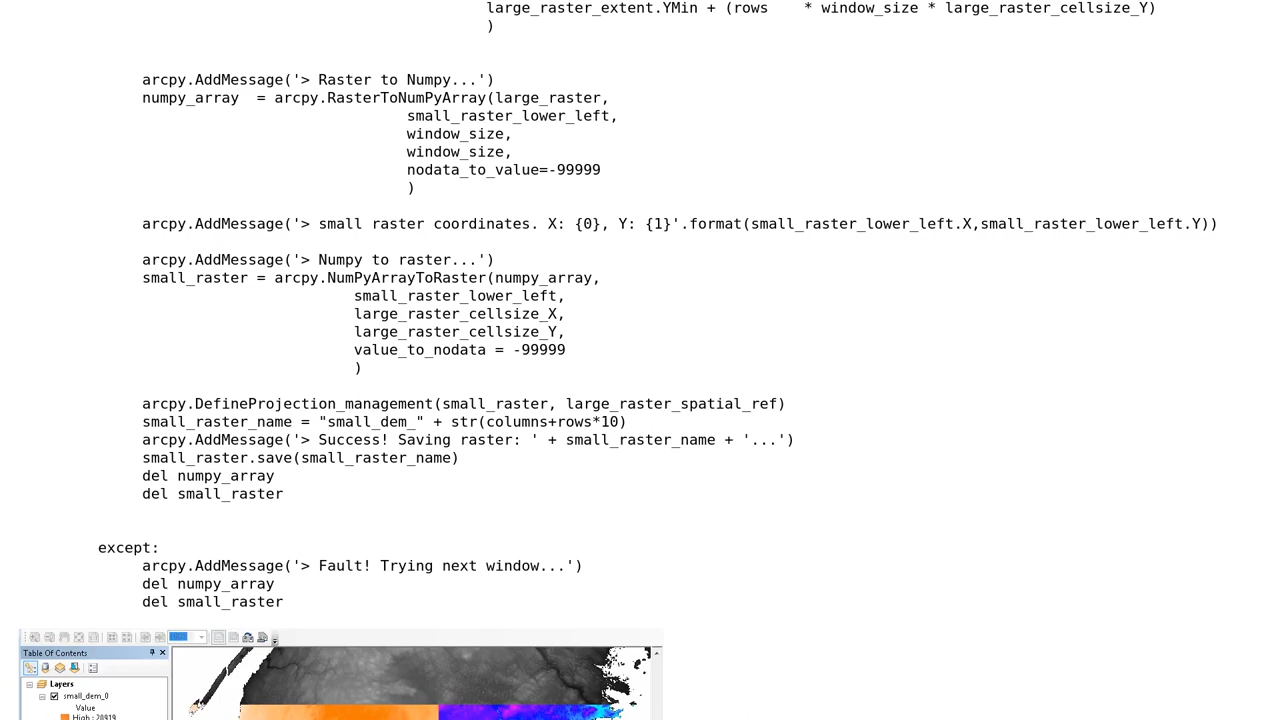 large_raster_extent.YMin + (rows    * window_size * large_raster_cellsize_Y)
)
arcpy.AddMessage('> Raster to Numpy...')
numpy_array  = arcpy.RasterToNumPyArray(large_raster,
small_raster_lower_left,
window_size,
window_size,
nodata_to_value=-99999
)
arcpy.AddMessage('> small raster coordinates. X: {0}, Y: {1}'.format(small_raster_lower_left.X,small_raster_lower_left.Y))
arcpy.AddMessage('> Numpy to raster...')
small_raster = arcpy.NumPyArrayToRaster(numpy_array,
small_raster_lower_left,
large_raster_cellsize_X,
large_raster_cellsize_Y,
value_to_nodata = -99999
)
arcpy.DefineProjection_management(small_raster, large_raster_spatial_ref)
small_raster_name = "small_dem_" + str(columns+rows*10)
arcpy.AddMessage('> Success! Saving raster: ' + small_raster_name + '...')
small_raster.save(small_raster_name)
del numpy_array
del small_raster
except:
arcpy.AddMessage('> Fault! Trying next window...')
del numpy_array
del small_raster
Table Of Contents
Layers
small_dem_0
Value
High : 20919